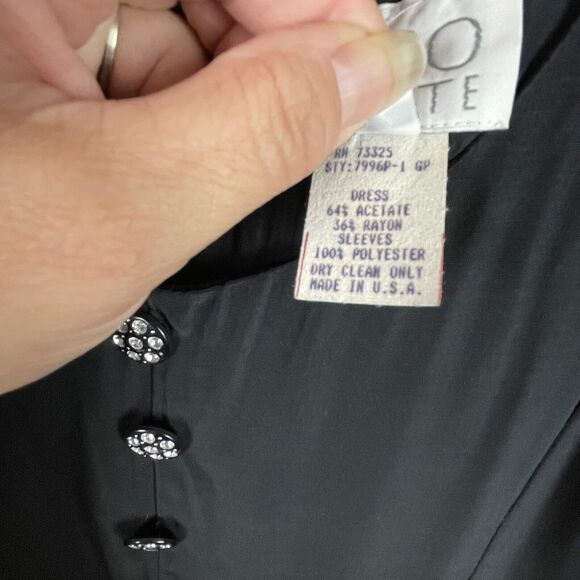 RN 73325
STY:7996P-1 GP
DRESS
64% ACETATE
36% RAYON
SLEEVES
100% POLYESTER
DRY CLEAN ONLY
MADE IN U.S.A.